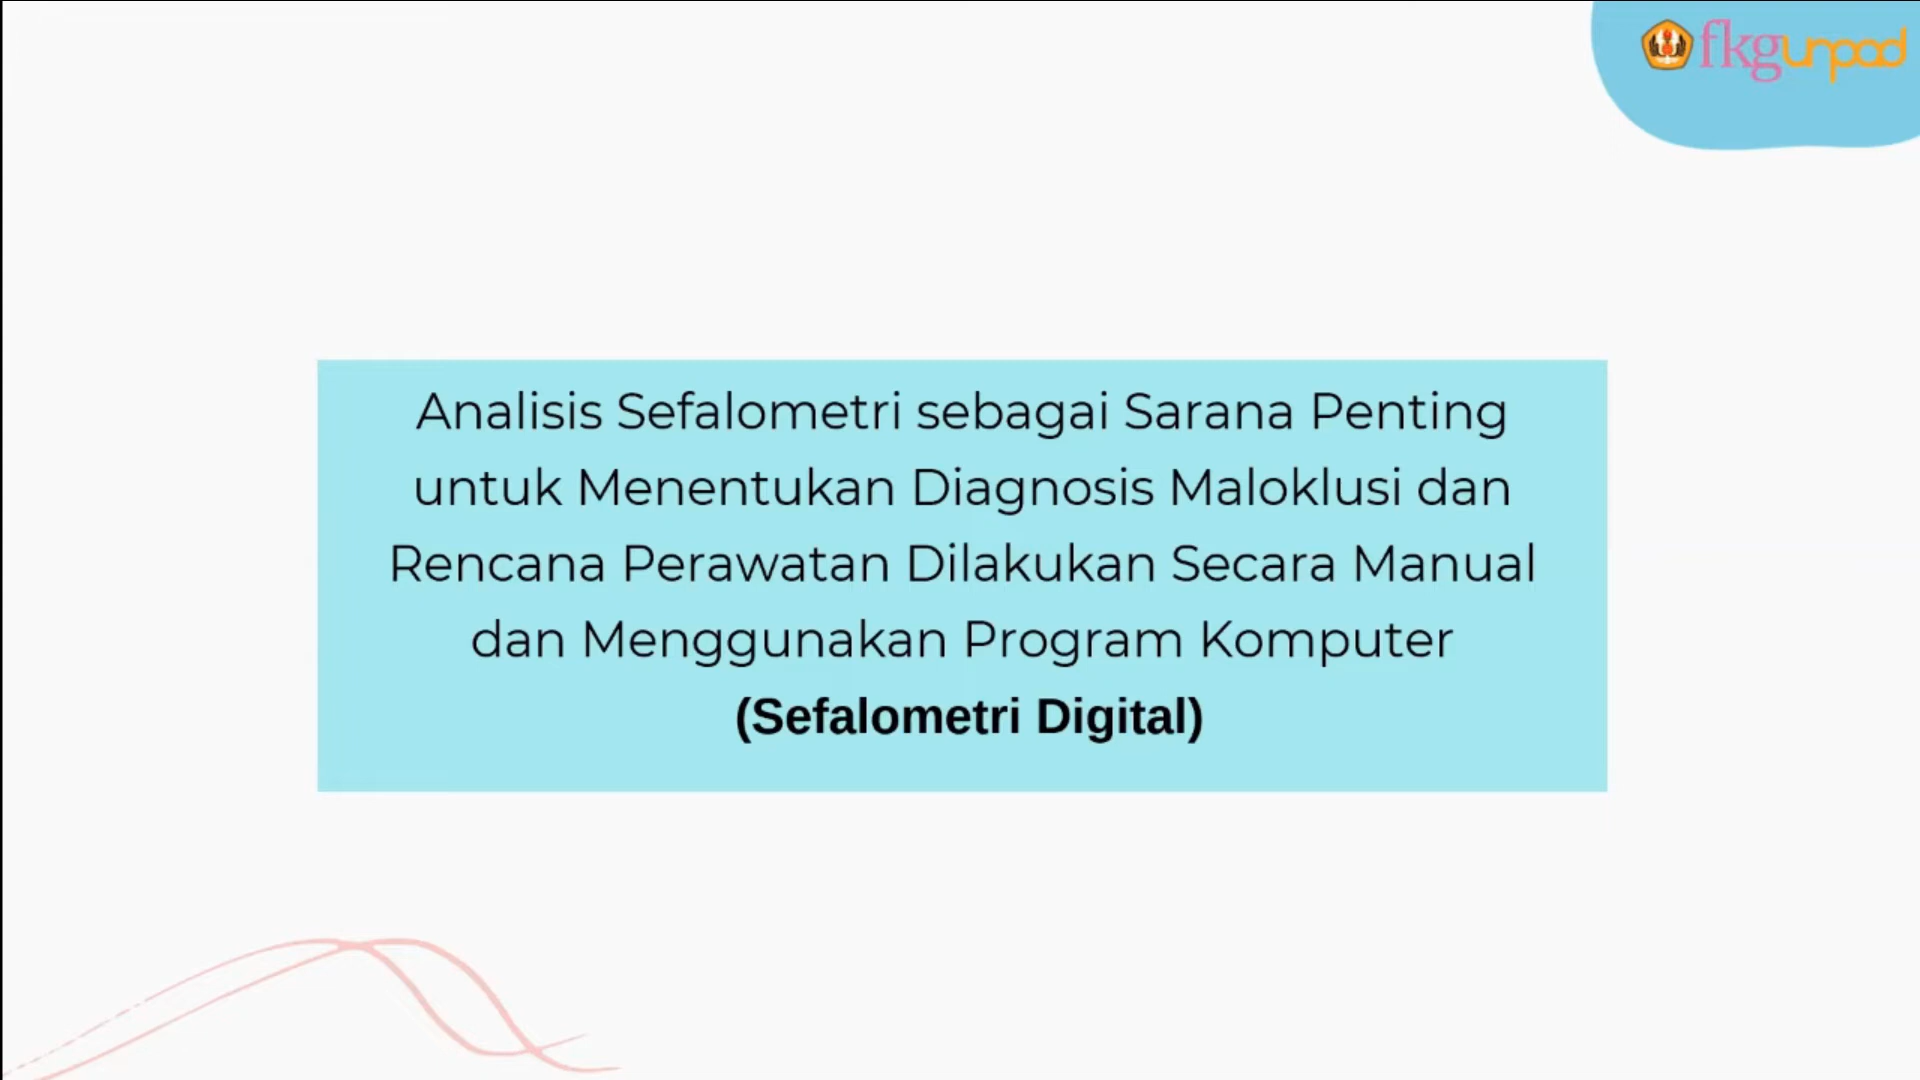 fkgunpad
Analisis Sefalometri sebagai Sarana Penting
untuk Menentukan Diagnosis Maloklusi dan
Rencana Perawatan Dilakukan Secara Manual
dan Menggunakan Program Komputer
(Sefalometri Digital)